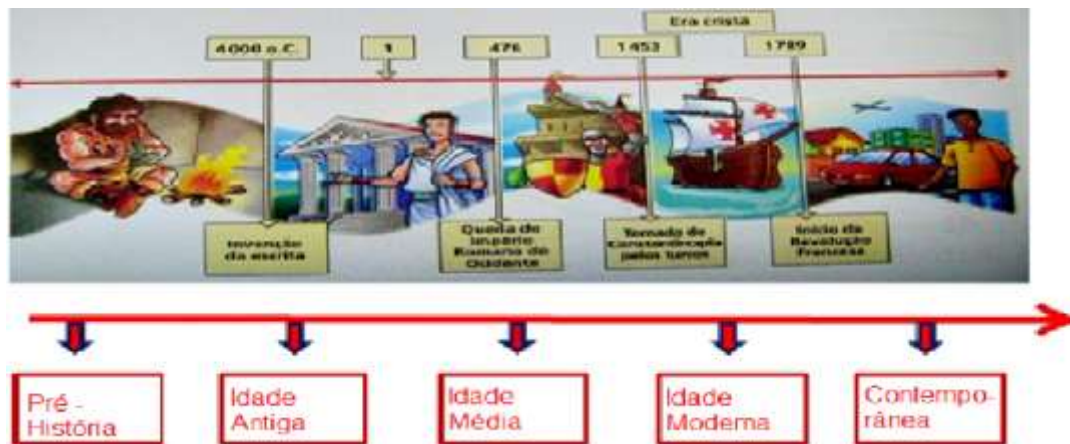 Era cristã
4000 a.C.
1
476
1453
1789
Invenção
da escrita
Queda do
Império
Romano do
Ocidente
Tomada de
Constantinopla
pelos turcos
Início da
Revolução
Francesa
Pré -
História
Idade
Antiga
Idade
Média
Idade
Moderna
Contempo-
rânea